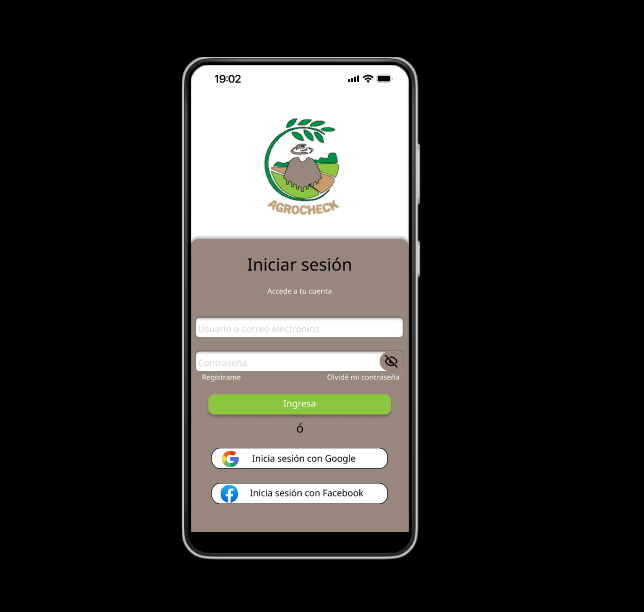 19:02
AGROCHECK
Iniciar sesión
Accede a tu cuenta
Usuario o correo electrónico
Contraseña
Registrame
Olvidé mi contraseña
Ingresa
ó
Inicia sesión con Google
Inicia sesión con Facebook